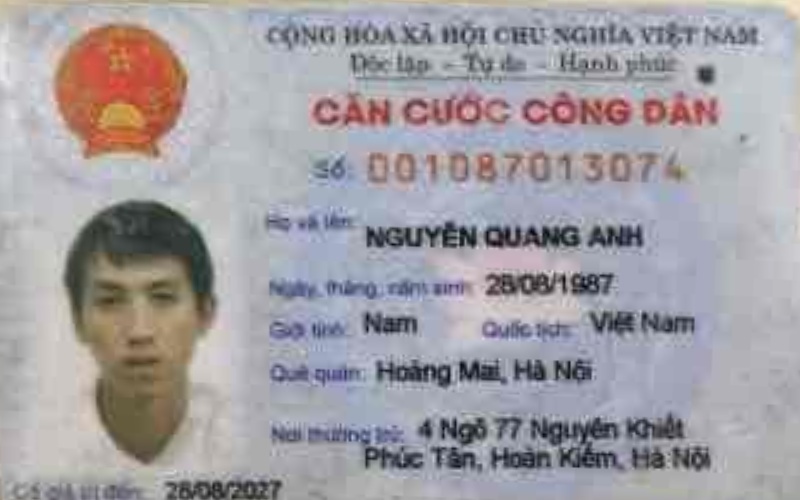 CỘNG HÒA XÃ HỘI CHỦ NGHĨA VIỆT NAM
Độc lập - Tự do - Hạnh phúc
CĂN CƯỚC CÔNG DÂN
Số: 001087013074
Họ và tên: NGUYỄN QUANG ANH
Ngày, tháng, năm sinh: 28/08/1987
Giới tính: Nam Quốc tịch: Việt Nam
Quê quán: Hoàng Mai, Hà Nội
Nơi thường trú: 4 Ngõ 77 Nguyễn Khiết
Phúc Tân, Hoàn Kiếm, Hà Nội
Có giá trị đến: 28/08/2027